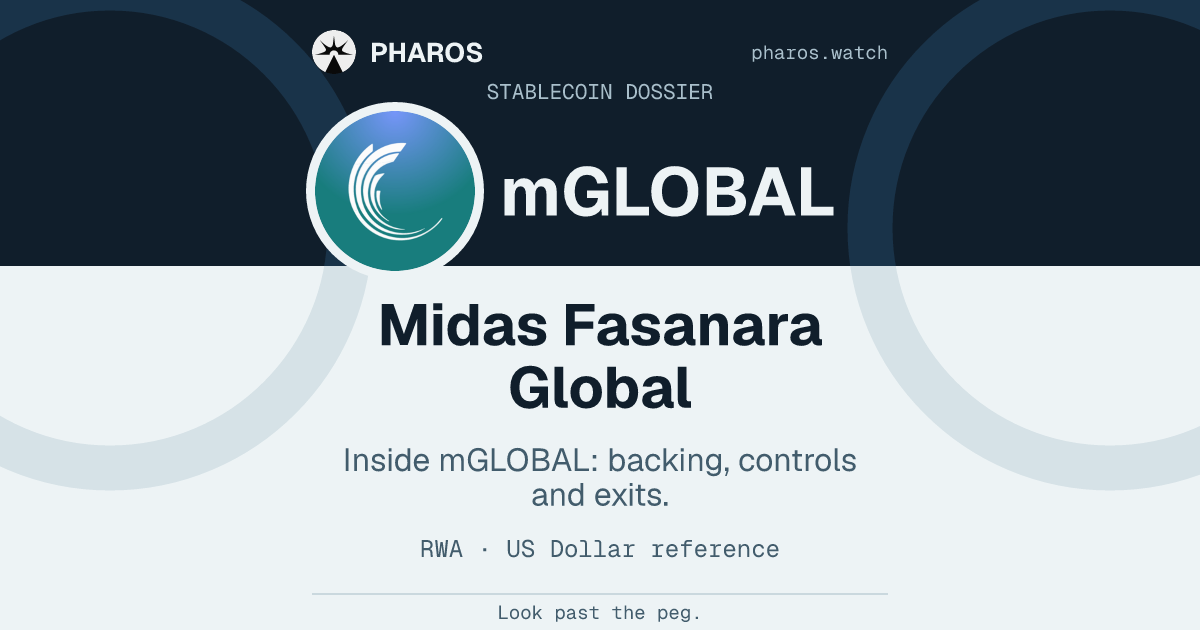 PHAROS
pharos.watch
STABLECOIN DOSSIER
mGLOBAL
Midas Fasanara
Global
Inside mGLOBAL: backing, controls
and exits.
RWA · US Dollar reference
Look past the peg.